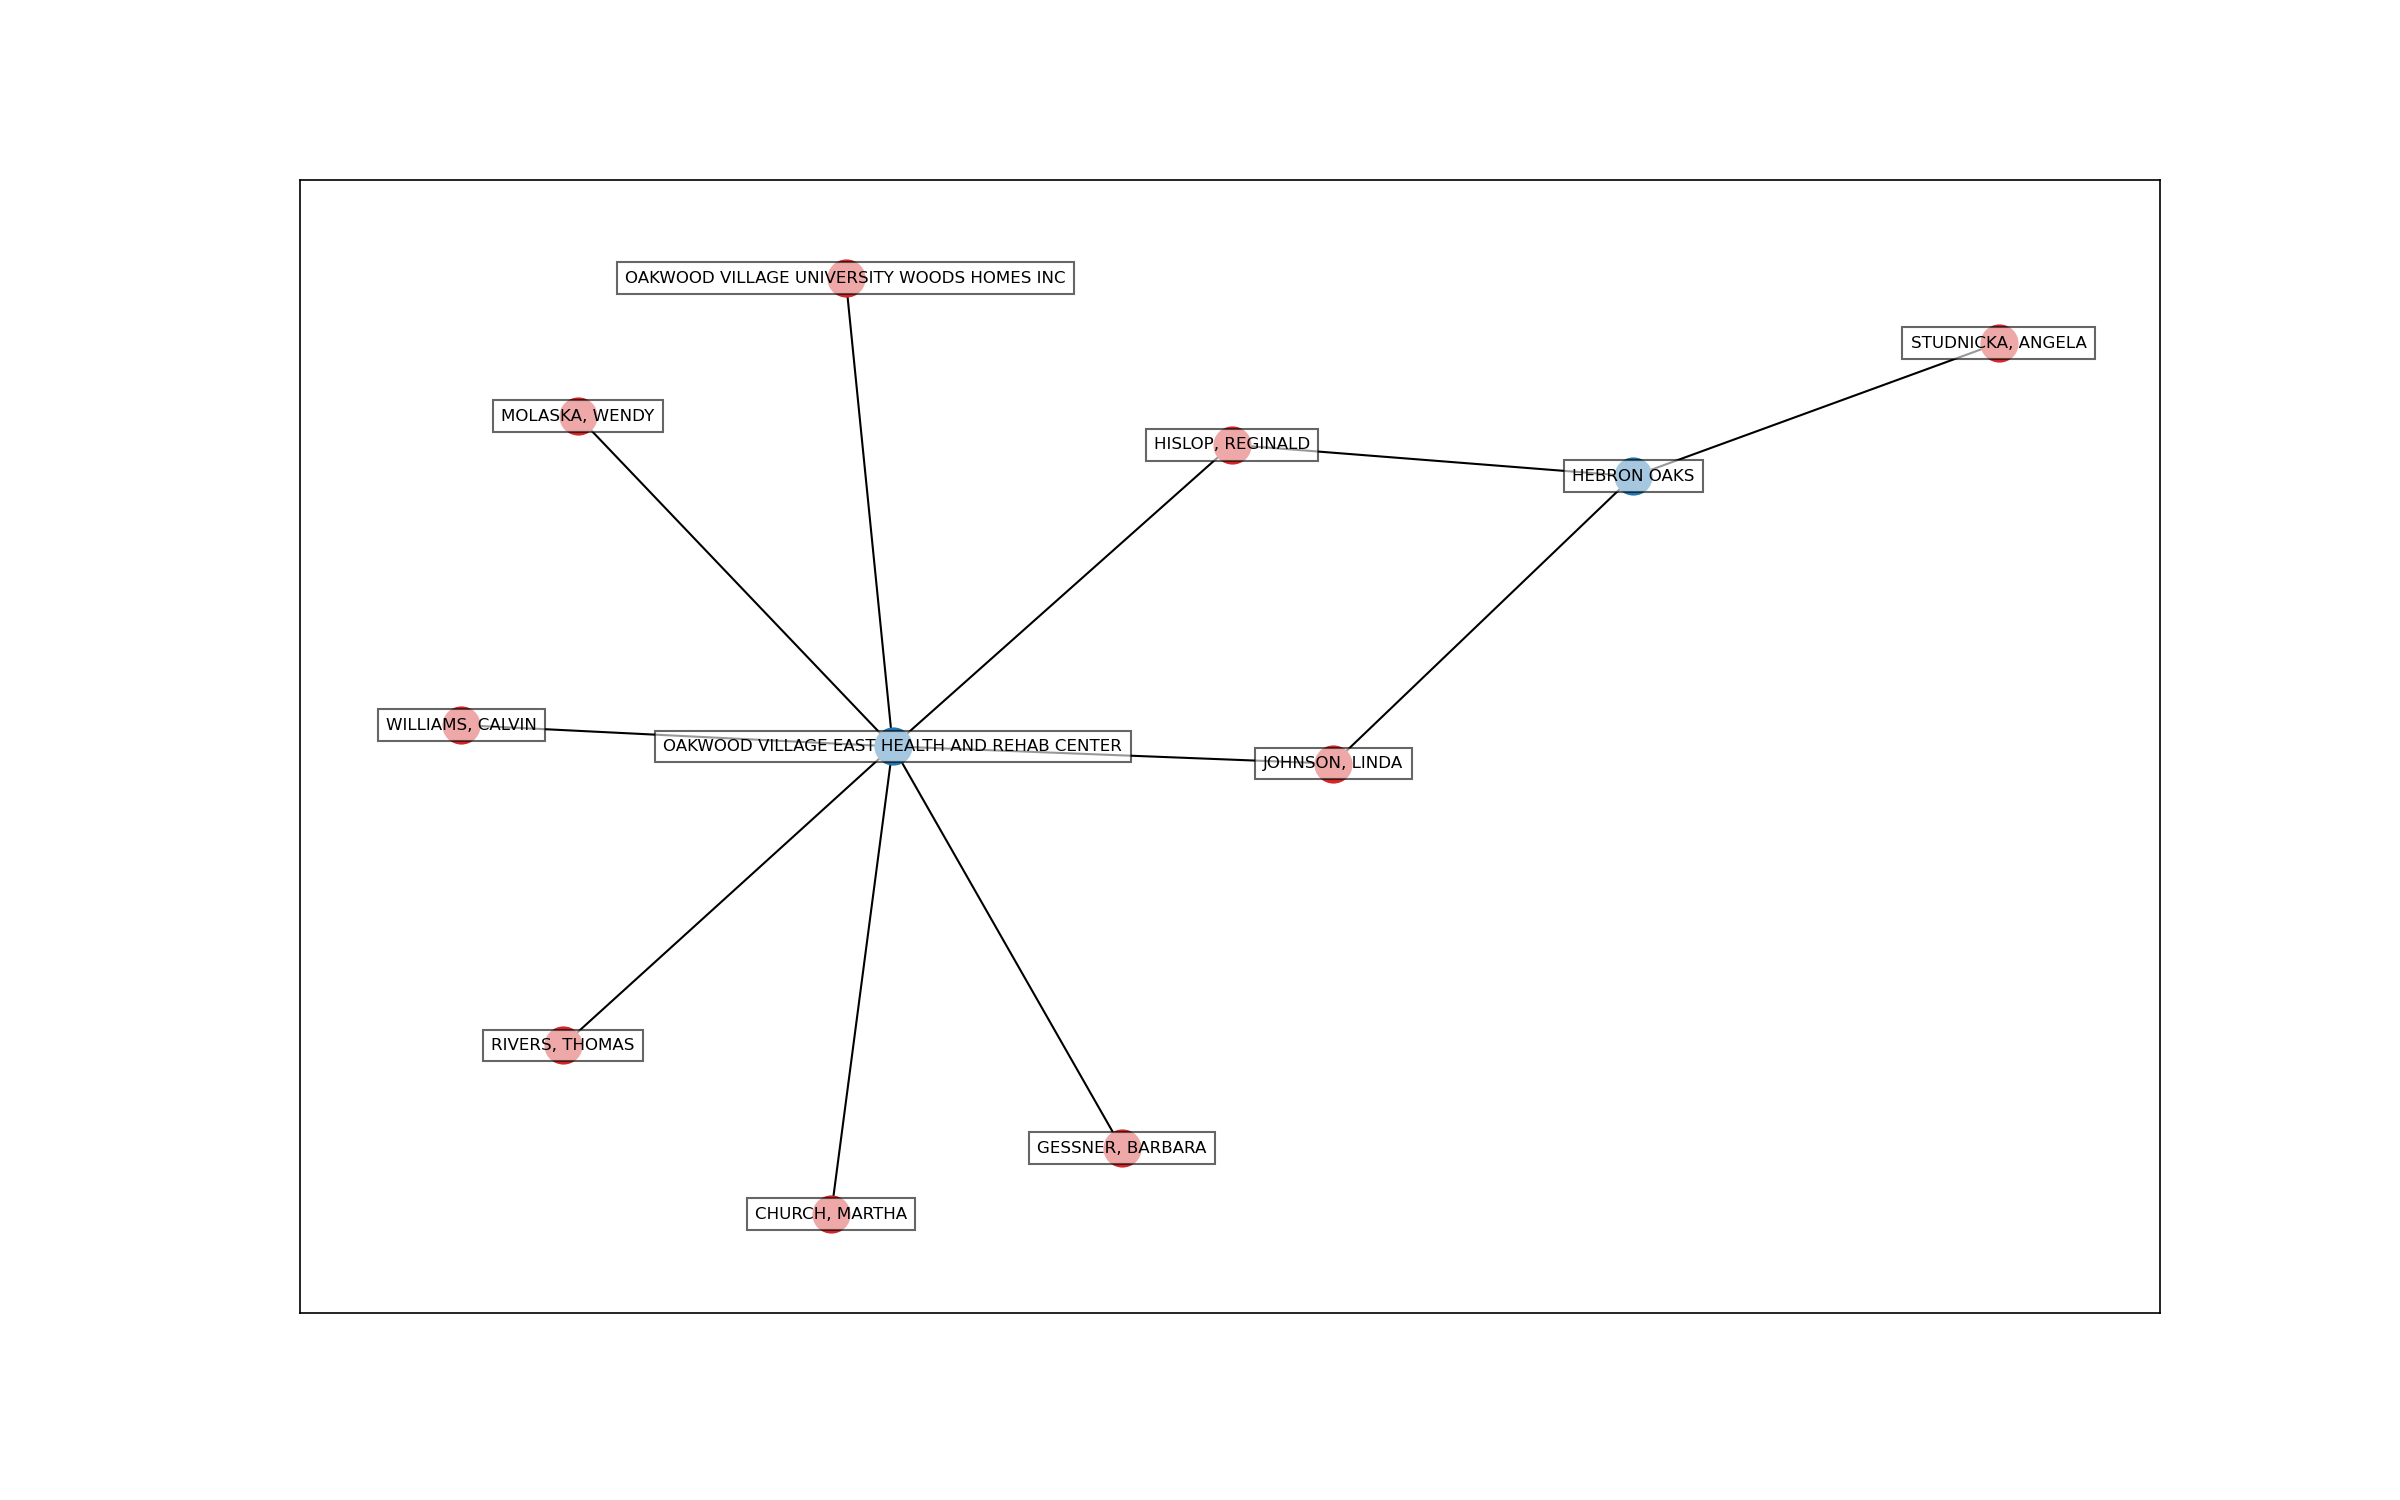 OAKWOOD VILLAGE UNIVERSITY WOODS HOMES INC
STUDNICKA, ANGELA
MOLASKA, WENDY
HISLOP, REGINALD
HEBRON OAKS
WILLIAMS, CALVIN
OAKWOOD VILLAGE EAST HEALTH AND REHAB CENTER
JOHNSON, LINDA
RIVERS, THOMAS
GESSNER, BARBARA
CHURCH, MARTHA